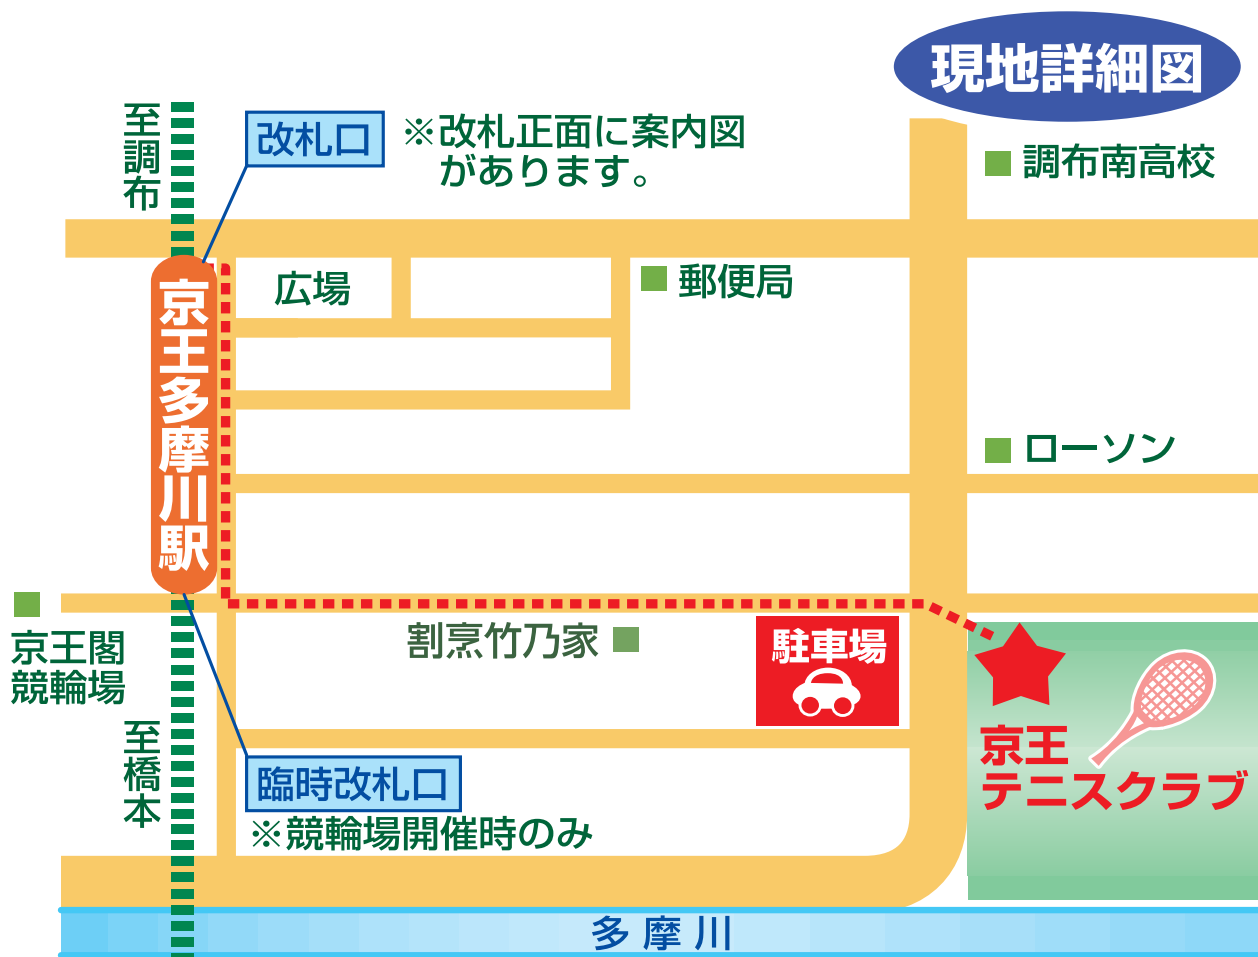 現地詳細図
至調布
改札口
※改札正面に案内図
があります。
調布南高校
広場
郵便局
京王多摩川駅
ローソン
京王閣
競輪場
割烹竹乃家
駐車場
京王
テニスクラブ
至橋本
臨時改札口
※競輪場開催時のみ
多摩川